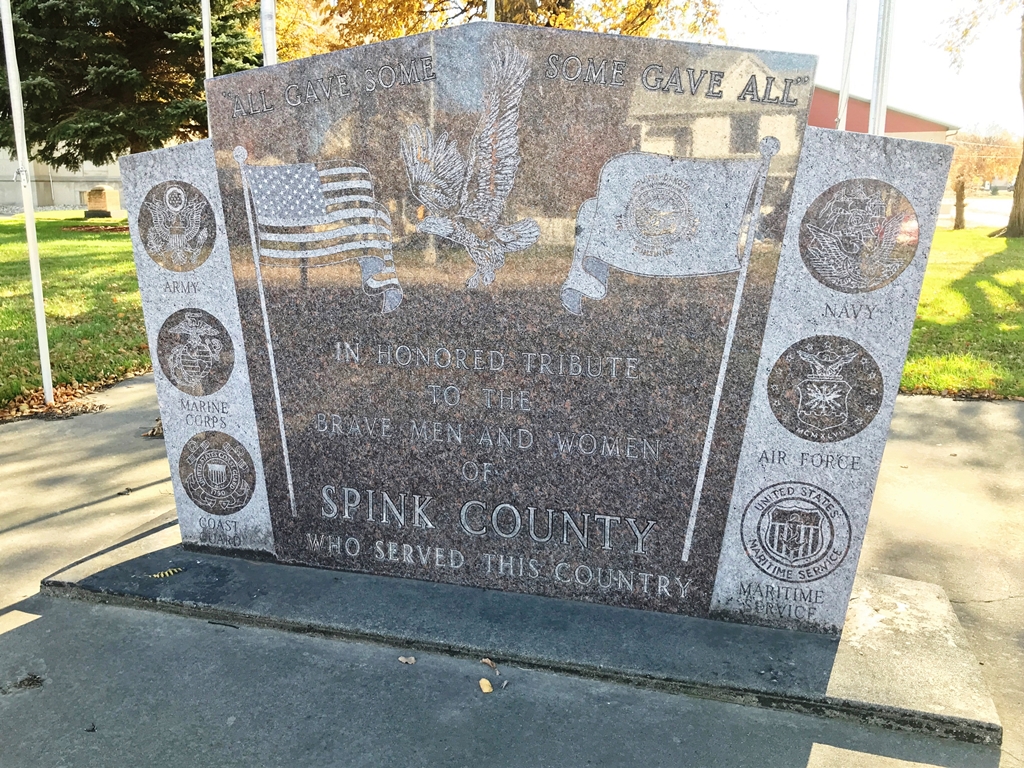 "ALL GAVE SOME SOME GAVE ALL"
ARMY
MARINE
CORPS
COAST
GUARD
IN HONORED TRIBUTE
TO THE
BRAVE MEN AND WOMEN
OF
SPINK COUNTY
WHO SERVED THIS COUNTRY
NAVY
AIR FORCE
UNITED STATES
MARITIME SERVICE
MARITIME
SERVICE